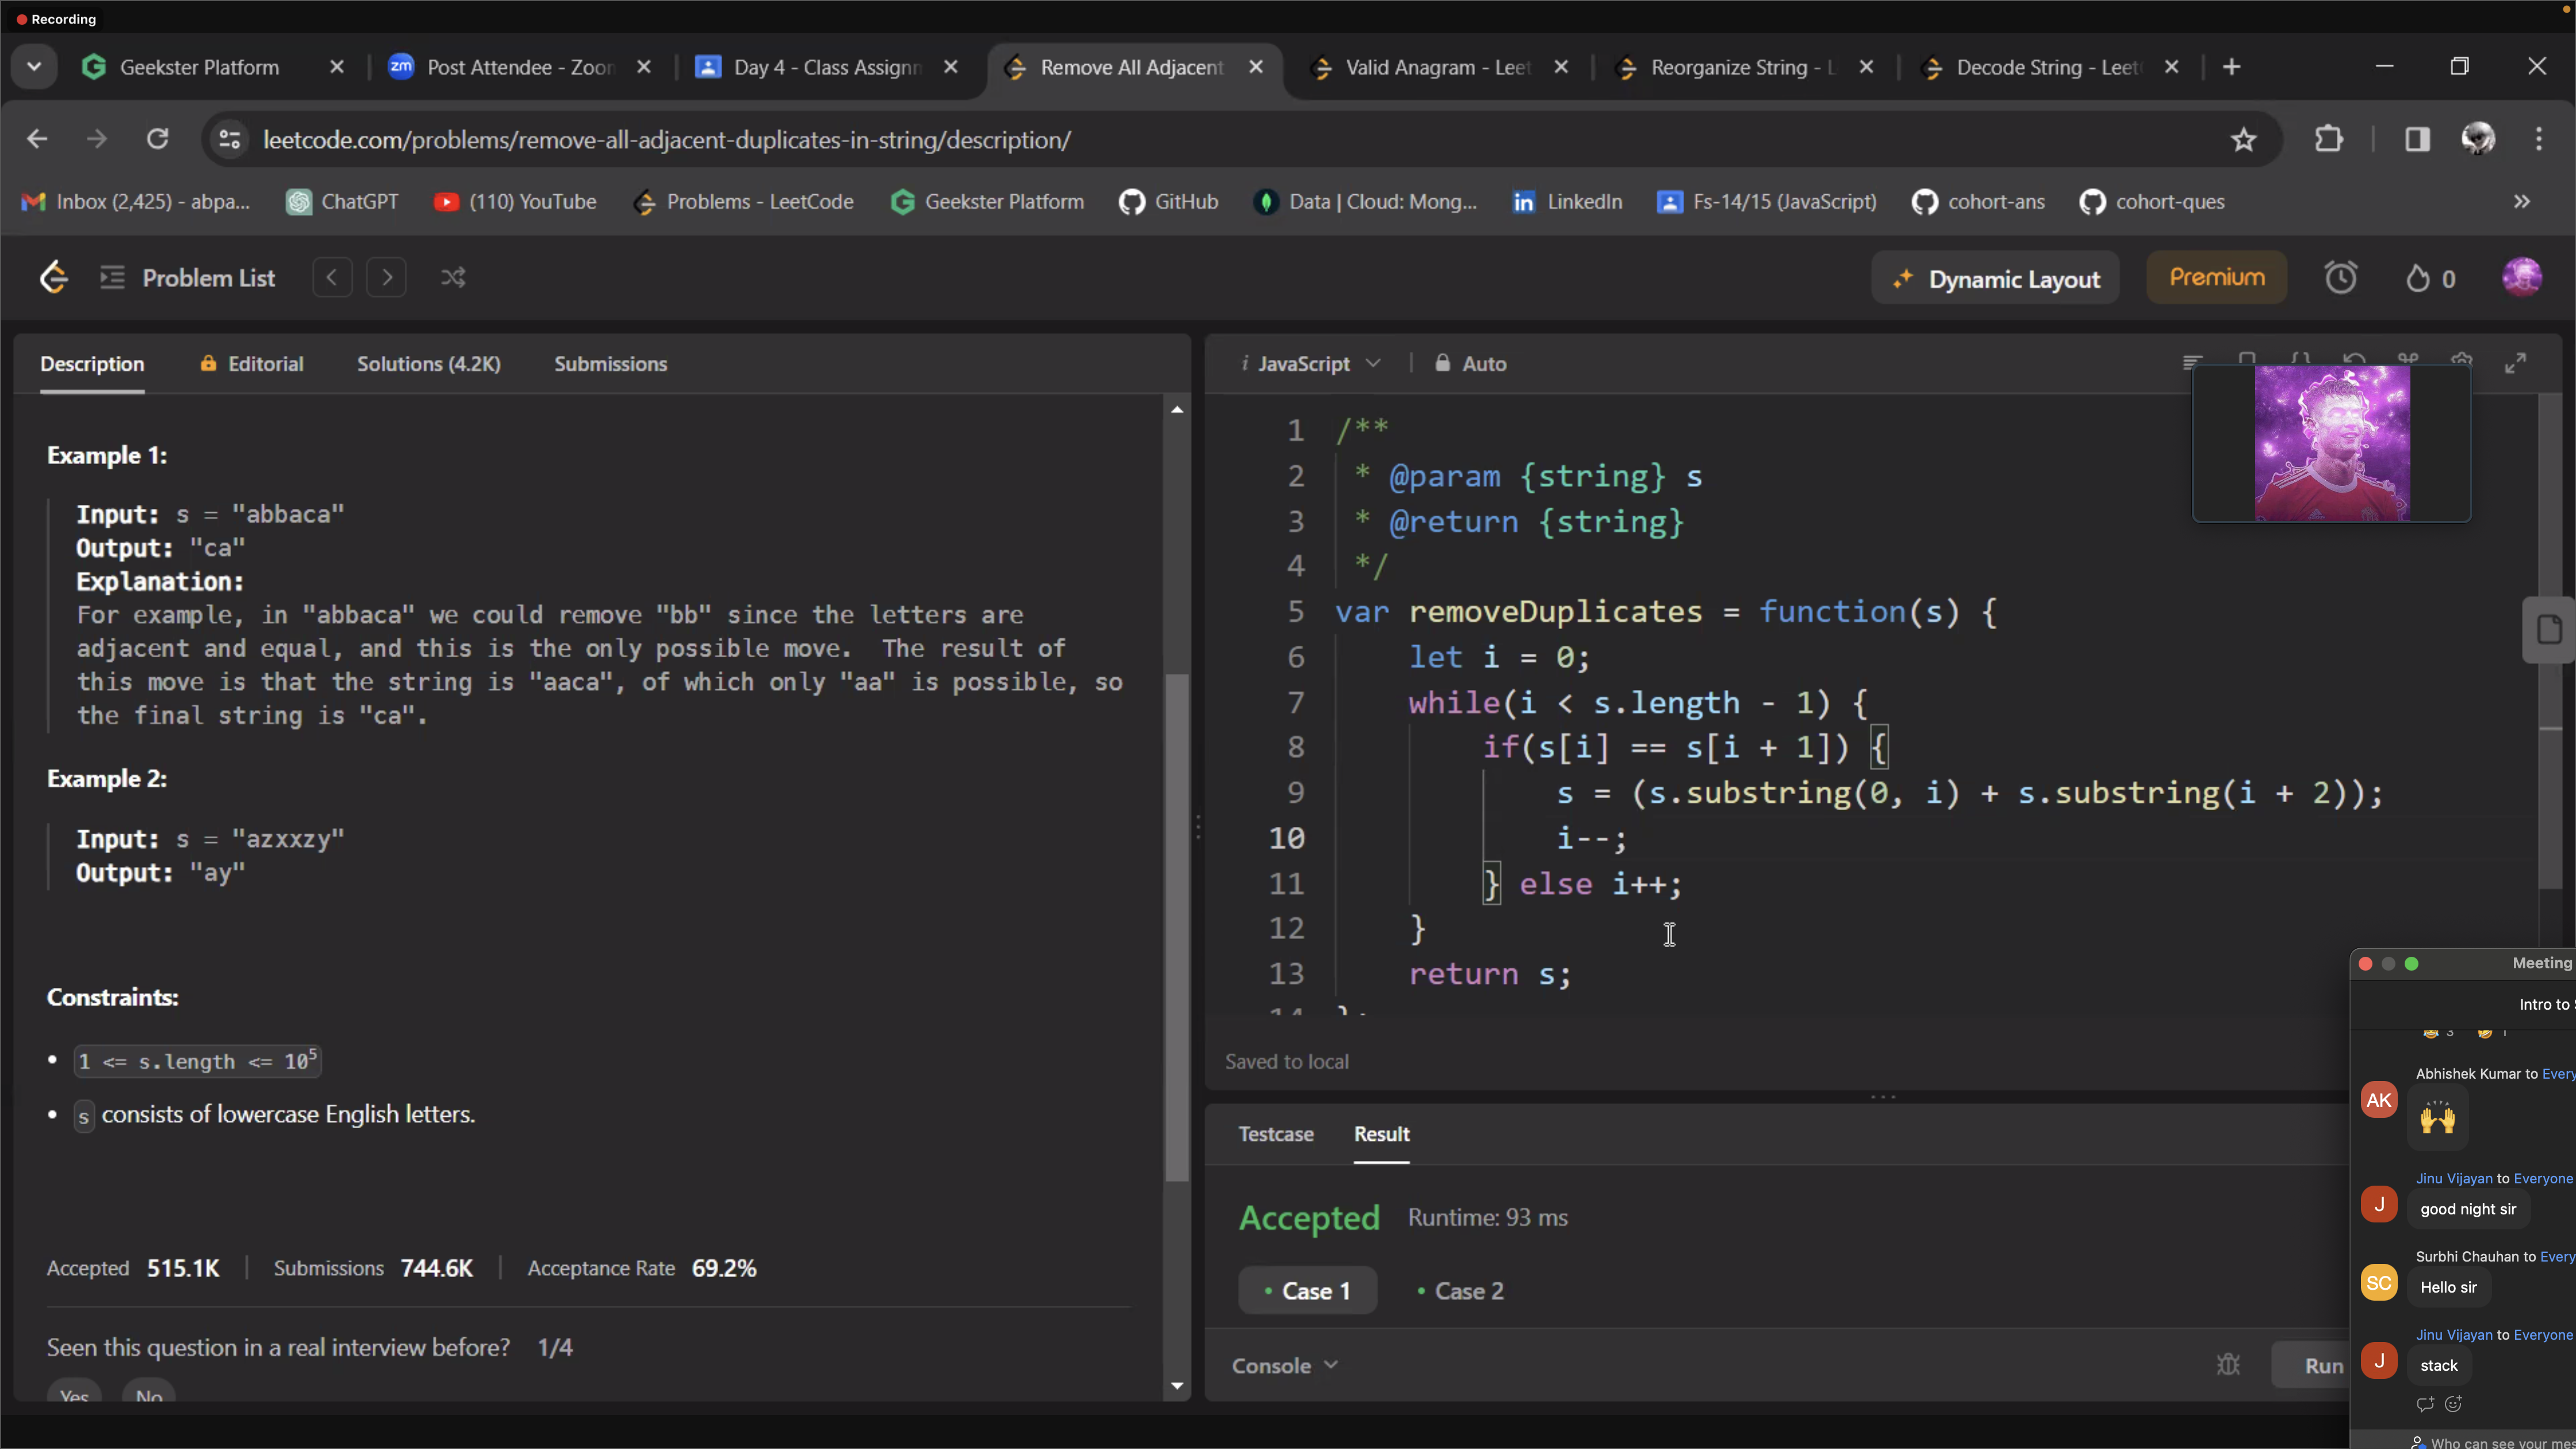 Recording
Geekster Platform
zm Post Attendee - Zoom
Day 4 - Class Assignm
Remove All Adjacent
Valid Anagram - Leet
Reorganize String - L
Decode String - Leet
leetcode.com/problems/remove-all-adjacent-duplicates-in-string/description/
Inbox (2,425) - abpa...
ChatGPT
(110) YouTube
Problems - LeetCode
Geekster Platform
GitHub
Data | Cloud: Mong...
in LinkedIn
Fs-14/15 (JavaScript)
cohort-ans
cohort-ques
Problem List
Dynamic Layout
Premium
0
Description
Editorial
Solutions (4.2K)
Submissions
Example 1:
Input: s = "abbaca"
Output: "ca"
Explanation:
For example, in "abbaca" we could remove "bb" since the letters are
adjacent and equal, and this is the only possible move.  The result of
this move is that the string is "aaca", of which only "aa" is possible, so
the final string is "ca".
Example 2:
Input: s = "azxxzy"
Output: "ay"
Constraints:
• 1 <= s.length <= 10⁵
• s consists of lowercase English letters.
Accepted 515.1K | Submissions 744.6K | Acceptance Rate 69.2%
Seen this question in a real interview before? 1/4
Yes No
i JavaScript
Auto
1 /**
2 * @param {string} s
3 * @return {string}
4 */
5 var removeDuplicates = function(s) {
6 let i = 0;
7 while(i < s.length - 1) {
8 if(s[i] == s[i + 1]) {
9 s = (s.substring(0, i) + s.substring(i + 2));
10 i--;
11 } else i++;
12 }
13 return s;
14 };
Saved to local
Testcase Result
Accepted Runtime: 93 ms
• Case 1 • Case 2
Console
Run
Meeting
Intro to
3 1
Abhishek Kumar to Every
AK
🙌
Jinu Vijayan to Everyone
J good night sir
Surbhi Chauhan to Every
SC Hello sir
Jinu Vijayan to Everyone
J stack
Who can see your mes